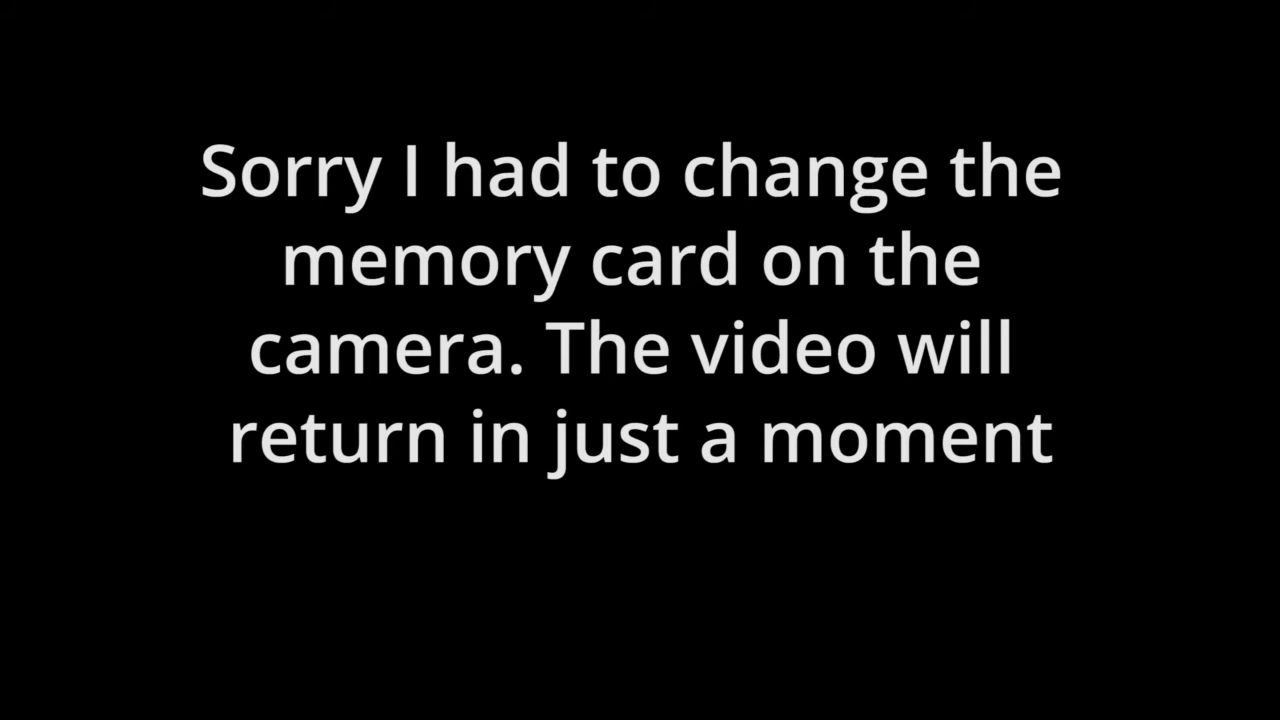 Sorry I had to change the
memory card on the
camera. The video will
return in just a moment